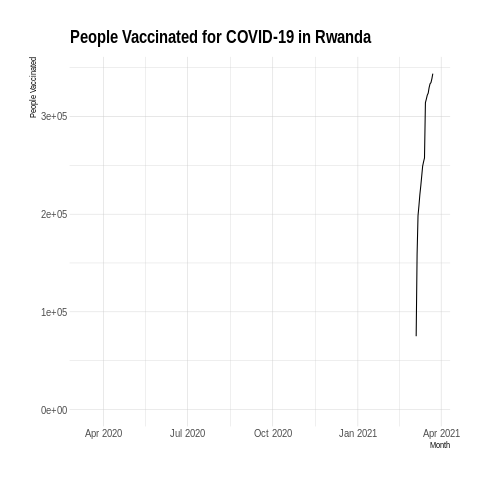 People Vaccinated for COVID-19 in Rwanda
People Vaccinated
3e+05
2e+05
1e+05
0e+00
Apr 2020 Jul 2020 Oct 2020 Jan 2021 Apr 2021
Month